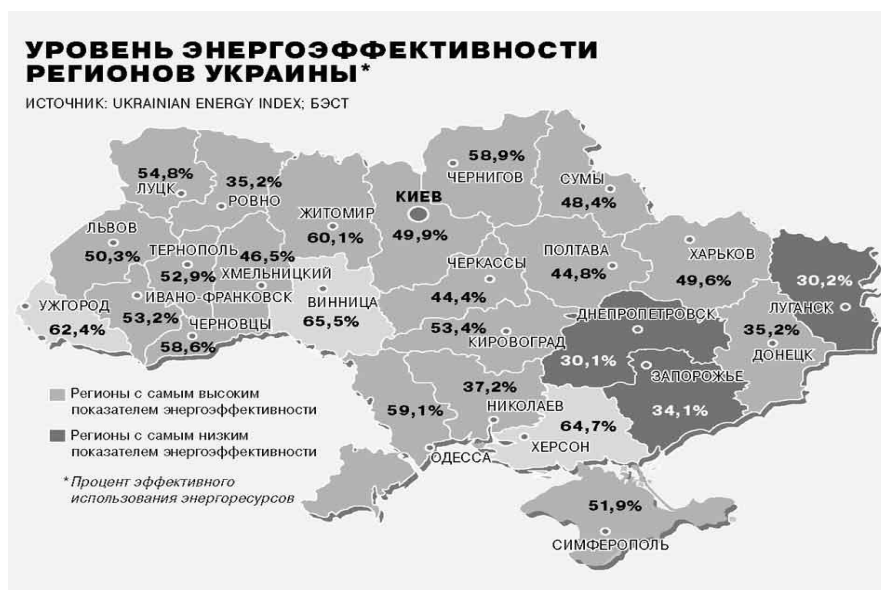 УРОВЕНЬ ЭНЕРГОЭФФЕКТИВНОСТИ
РЕГИОНОВ УКРАИНЫ*
ИСТОЧНИК: UKRAINIAN ENERGY INDEX; БЭСТ
54,8%
ЛУЦК
35,2%
РОВНО
ЖИТОМИР
60,1%
КИЕВ
49,9%
58,9%
ЧЕРНИГОВ
СУМЫ
48,4%
ЛЬВОВ
50,3%
ТЕРНОПОЛЬ
52,9%
46,5%
ХМЕЛЬНИЦКИЙ
ЧЕРКАССЫ
44,4%
ПОЛТАВА
44,8%
ХАРЬКОВ
49,6%
30,2%
ЛУГАНСК
УЖГОРОД
62,4%
ИВАНО-ФРАНКОВСК
53,2%
ЧЕРНОВЦЫ
58,6%
ВИННИЦА
65,5%
53,4%
КИРОВОГРАД
ДНЕПРОПЕТРОВСК
30,1%
35,2%
ДОНЕЦК
ЗАПОРОЖЬЕ
34,1%
59,1%
ОДЕССА
37,2%
НИКОЛАЕВ
64,7%
ХЕРСОН
51,9%
СИМФЕРОПОЛЬ
Регионы с самым высоким
показателем энергоэффективности
Регионы с самым низким
показателем энергоэффективности
*Процент эффективного
использования энергоресурсов